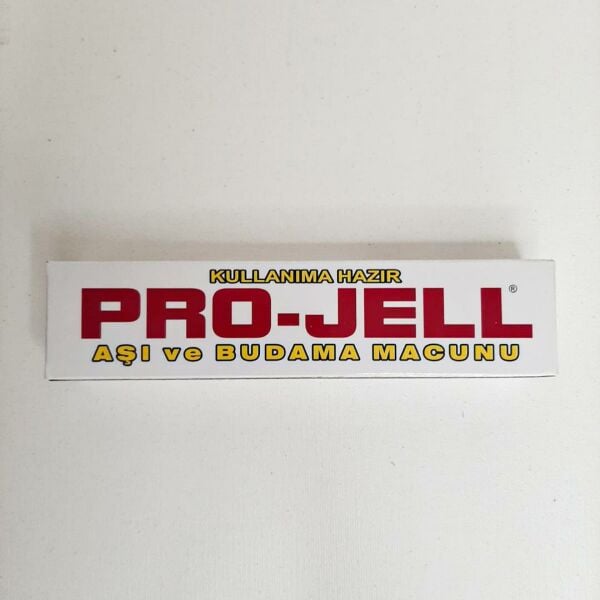 KULLANIMA HAZIR
PRO-JELL®
AŞI ve BUDAMA MACUNU